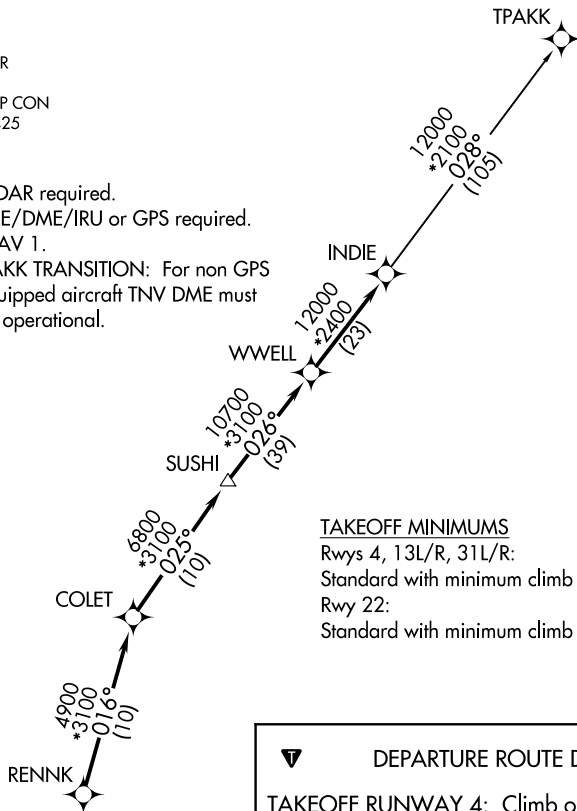 TPAKK
R
P CON
25
12000
*2100
028°
(105)
DAR required.
E/DME/IRU or GPS required.
AV 1.
AKK TRANSITION: For non GPS
uipped aircraft TNV DME must
operational.
INDIE
12000
*2400
(23)
WWELL
10700
*3100
026°
(39)
SUSHI
6800
*3100
025°
(10)
TAKEOFF MINIMUMS
Rwys 4, 13L/R, 31L/R:
Standard with minimum climb
Rwy 22:
Standard with minimum climb
COLET
4900
*3100
016°
(10)
RENNK
T
DEPARTURE ROUTE D
TAKEOFF RUNWAY 4: Climb o